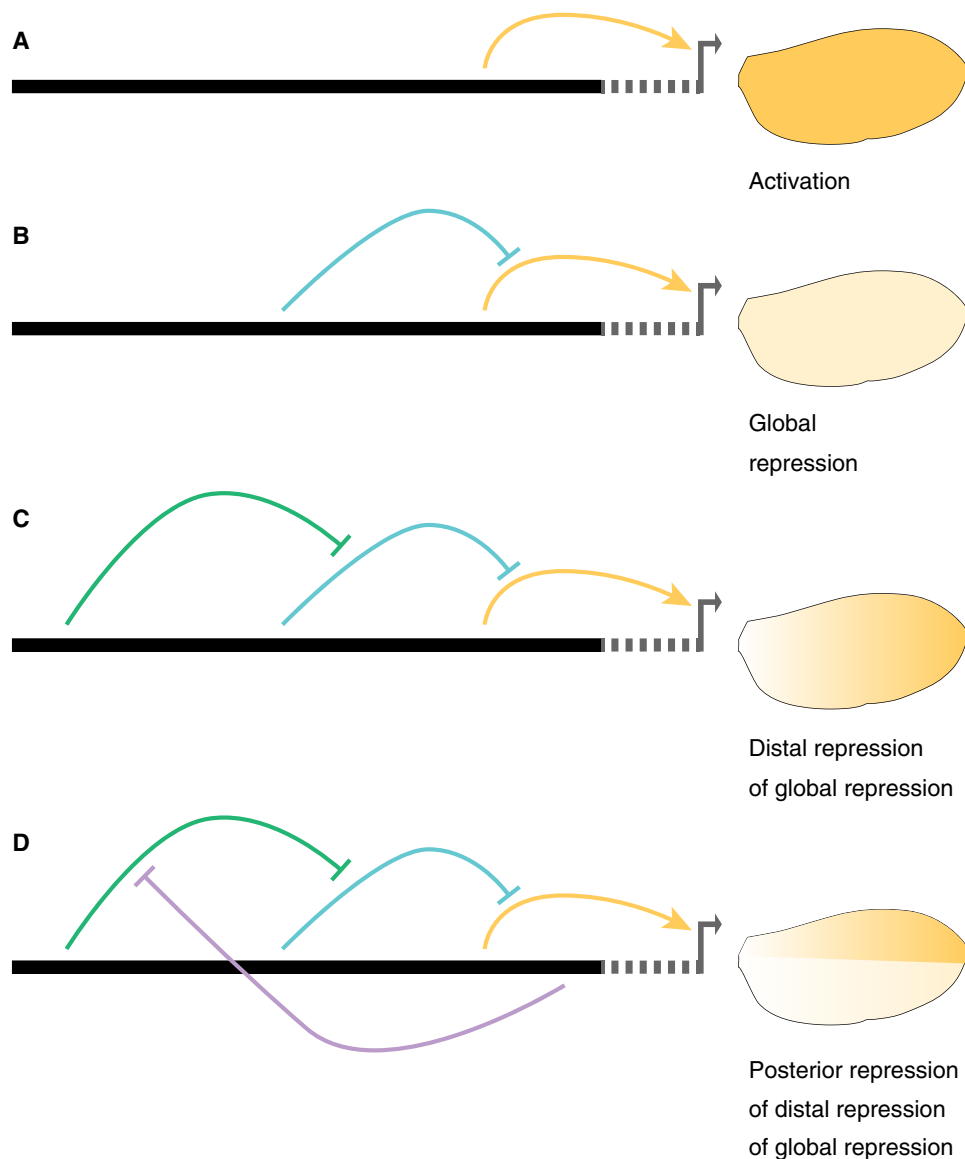 A
Activation
B
Global
repression
C
Distal repression
of global repression
D
Posterior repression
of distal repression
of global repression